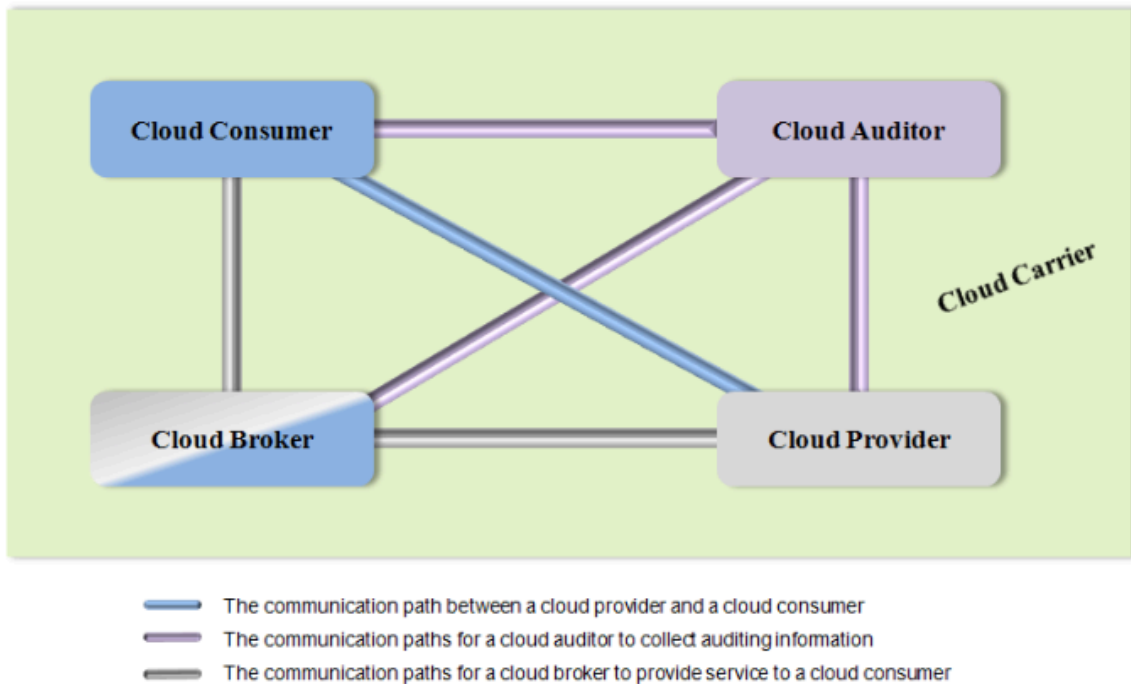 Cloud Consumer
Cloud Auditor
Cloud Carrier
Cloud Broker
Cloud Provider
The communication path between a cloud provider and a cloud consumer
The communication paths for a cloud auditor to collect auditing information
The communication paths for a cloud broker to provide service to a cloud consumer